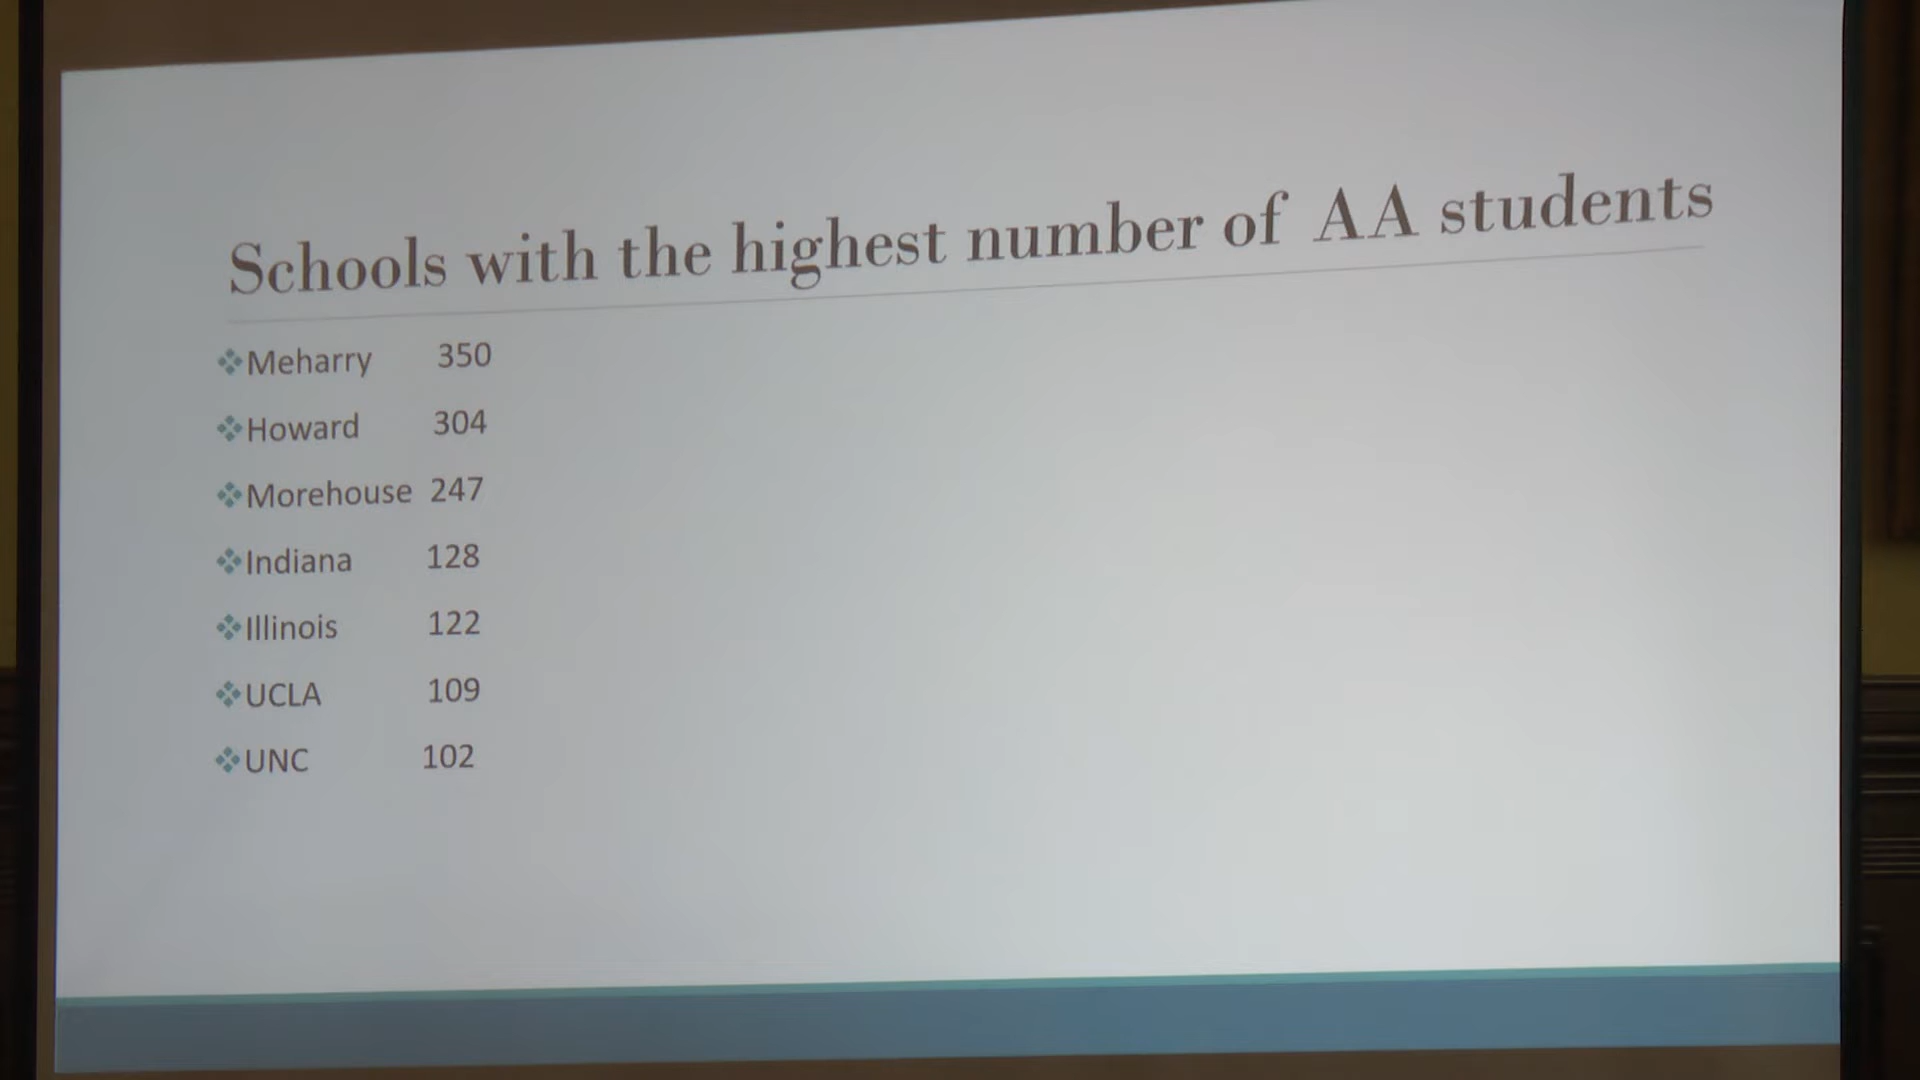 Schools with the highest number of AA students
Meharry 350
Howard 304
Morehouse 247
Indiana 128
Illinois 122
UCLA 109
UNC 102